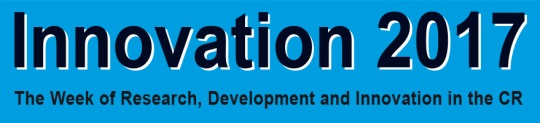 Innovation 2017
The Week of Research, Development and Innovation in the CR